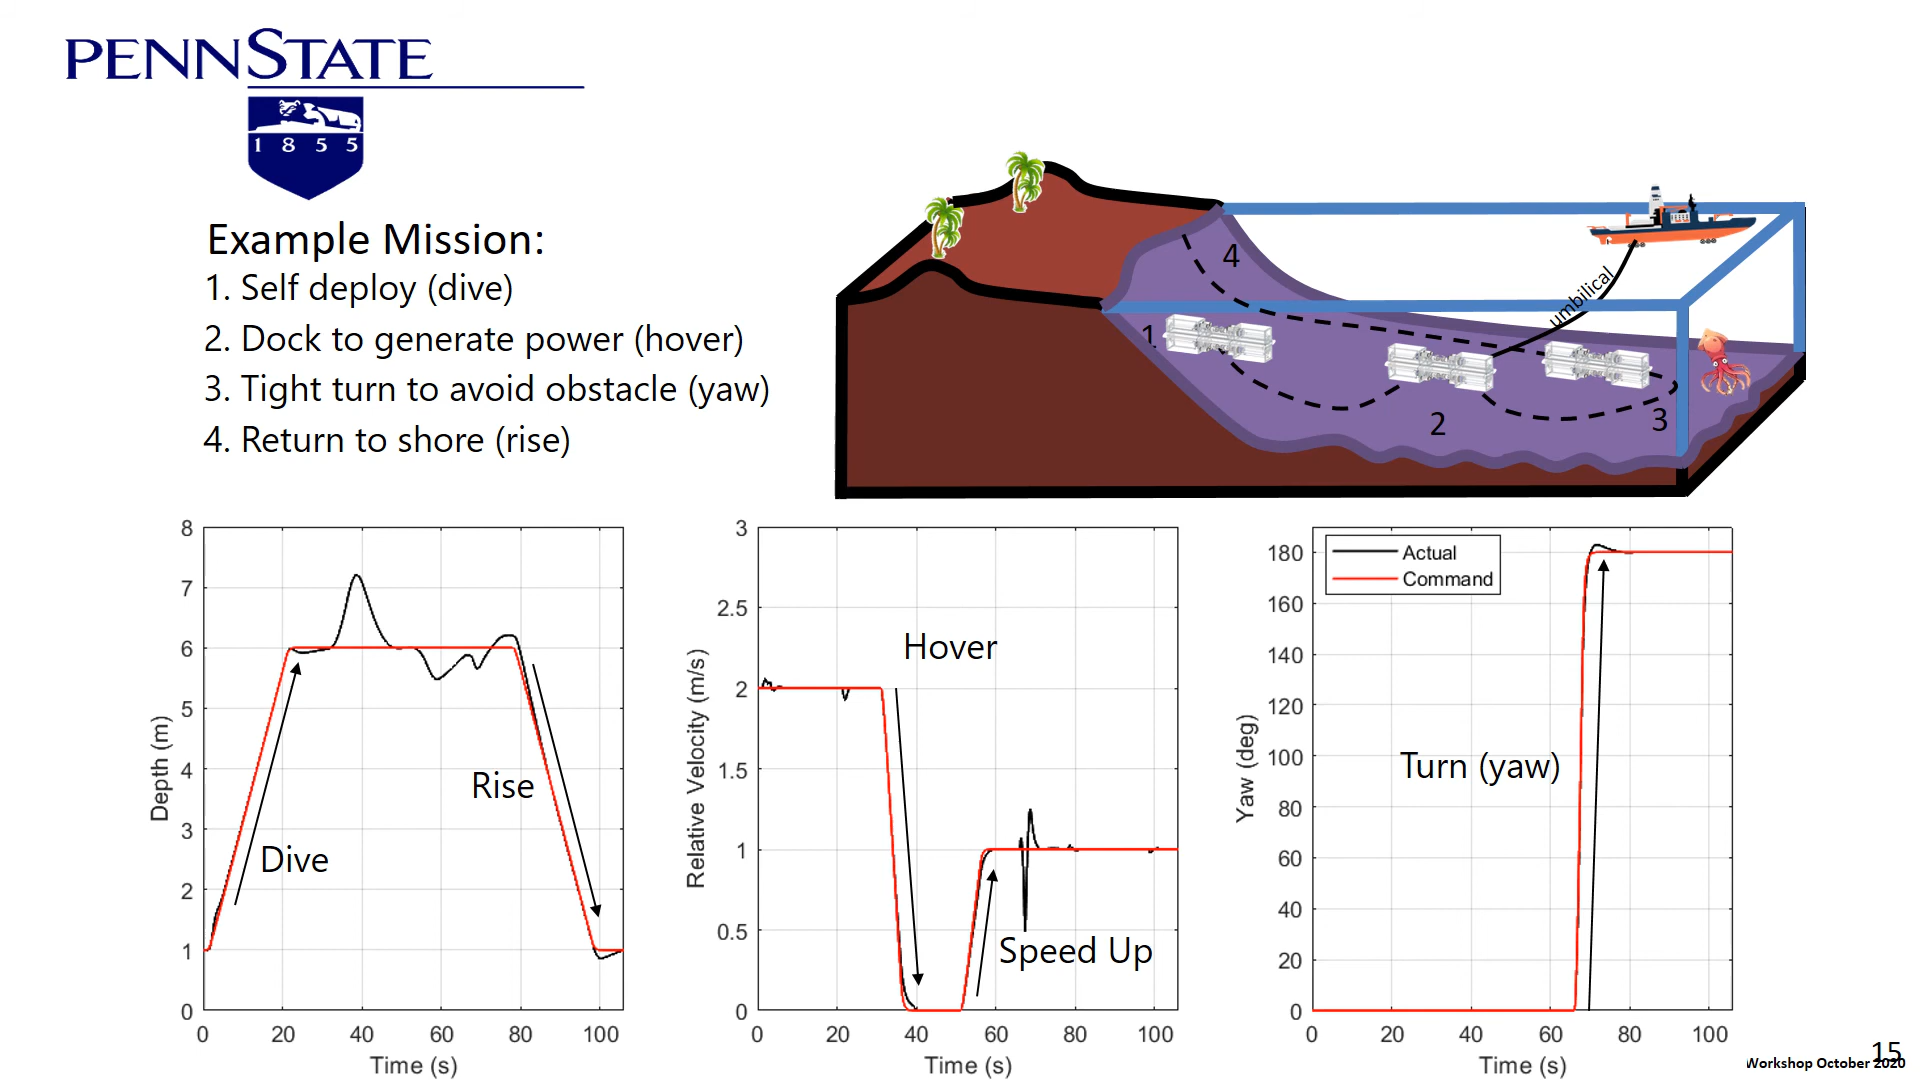 PENNSTATE
1 8 5 5
Example Mission:
1. Self deploy (dive)
2. Dock to generate power (hover)
3. Tight turn to avoid obstacle (yaw)
4. Return to shore (rise)
4
umbilical
1
2
3
8
7
6
5
4
3
2
1
0
Depth (m)
Dive
Rise
0 20 40 60 80 100
Time (s)
3
2.5
2
1.5
1
0.5
0
Relative Velocity (m/s)
Hover
Speed Up
0 20 40 60 80 100
Time (s)
180
160
140
120
100
80
60
40
20
0
Yaw (deg)
Actual
Command
Turn (yaw)
0 20 40 60 80 100
Time (s)
15
Workshop October 2020